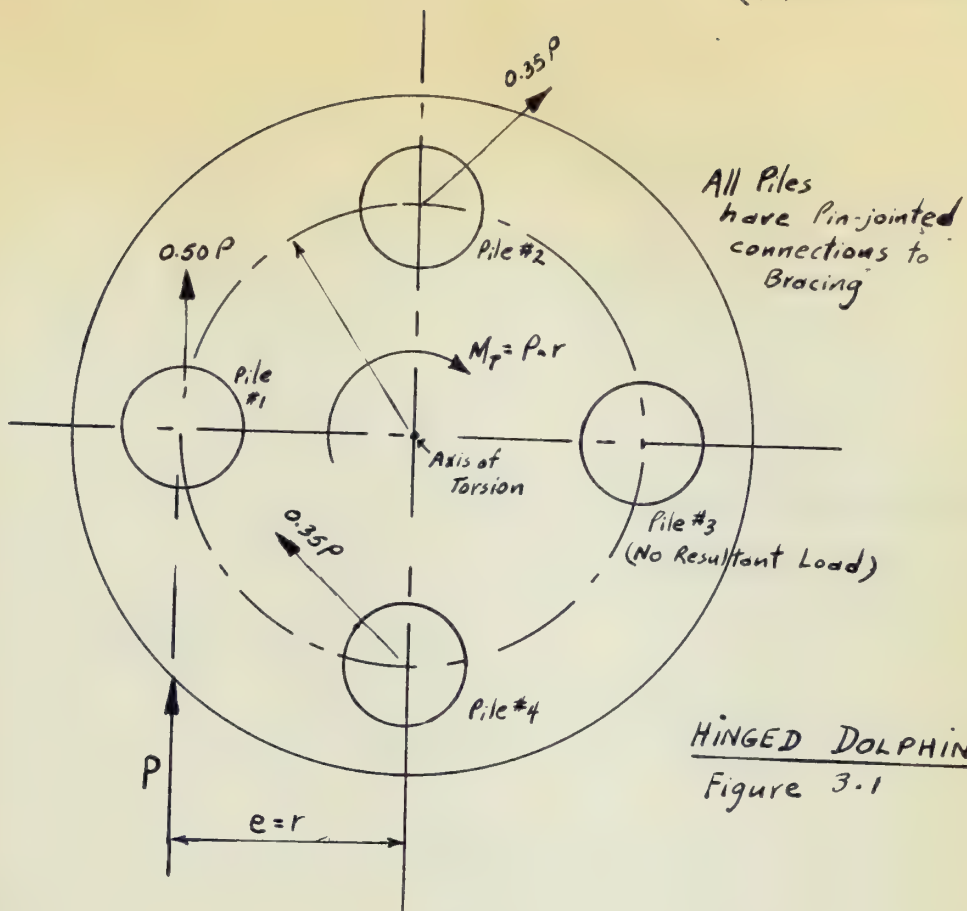 0.35P
All Piles
have Pin-jointed
connections to
Bracing
0.50P
Pile #2
Mₜ = P·r
Pile
#1
Axis of
Torsion
0.35P
Pile #3
(No Resultant Load)
Pile #4
P
e = r
HINGED DOLPHIN
Figure 3.1